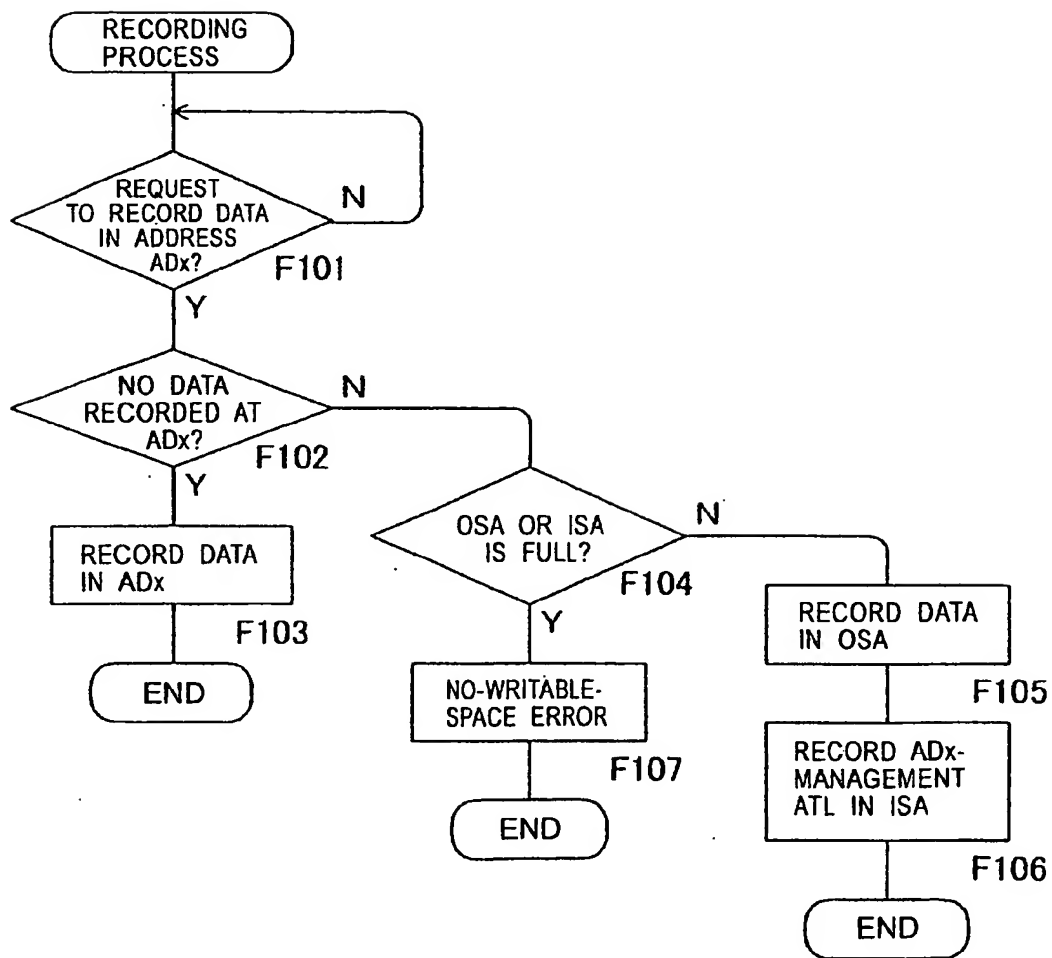 RECORDING
PROCESS
REQUEST
TO RECORD DATA
IN ADDRESS
ADx?
N
F101
Y
NO DATA
RECORDED AT
ADx?
N
F102
Y
RECORD DATA
IN ADx
F103
END
OSA OR ISA
IS FULL?
N
F104
Y
NO-WRITABLE-
SPACE ERROR
F107
END
RECORD DATA
IN OSA
F105
RECORD ADx-
MANAGEMENT
ATL IN ISA
F106
END